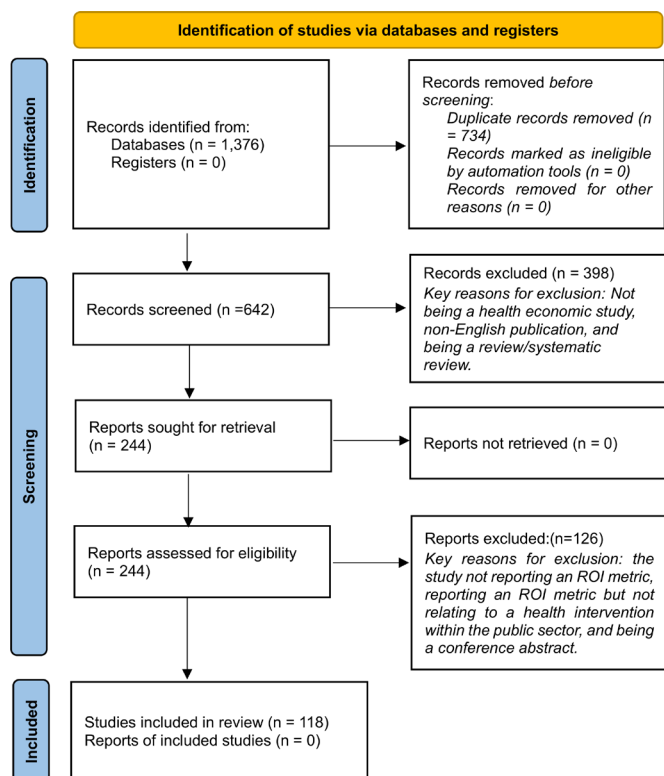 Identification of studies via databases and registers
Identification
Records identified from:
Databases (n = 1,376)
Registers (n = 0)
Records removed before
screening:
Duplicate records removed (n
= 734)
Records marked as ineligible
by automation tools (n = 0)
Records removed for other
reasons (n = 0)
Screening
Records screened (n =642)
Records excluded (n = 398)
Key reasons for exclusion: Not
being a health economic study,
non-English publication, and
being a review/systematic
review.
Reports sought for retrieval
(n = 244)
Reports not retrieved (n = 0)
Reports assessed for eligibility
(n = 244)
Reports excluded:(n=126)
Key reasons for exclusion: the
study not reporting an ROI metric,
reporting an ROI metric but not
relating to a health intervention
within the public sector, and being
a conference abstract.
Included
Studies included in review (n = 118)
Reports of included studies (n = 0)